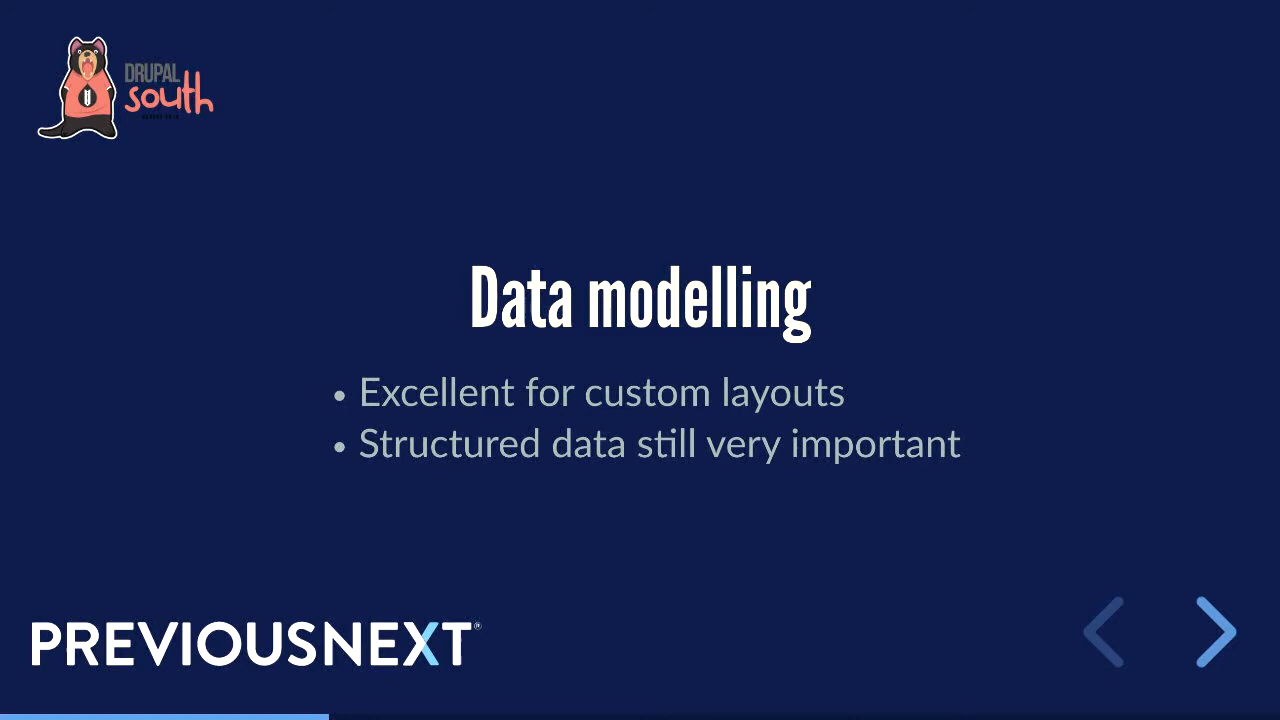 DRUPAL
south
Data modelling
• Excellent for custom layouts
• Structured data still very important
PREVIOUSNEXT®